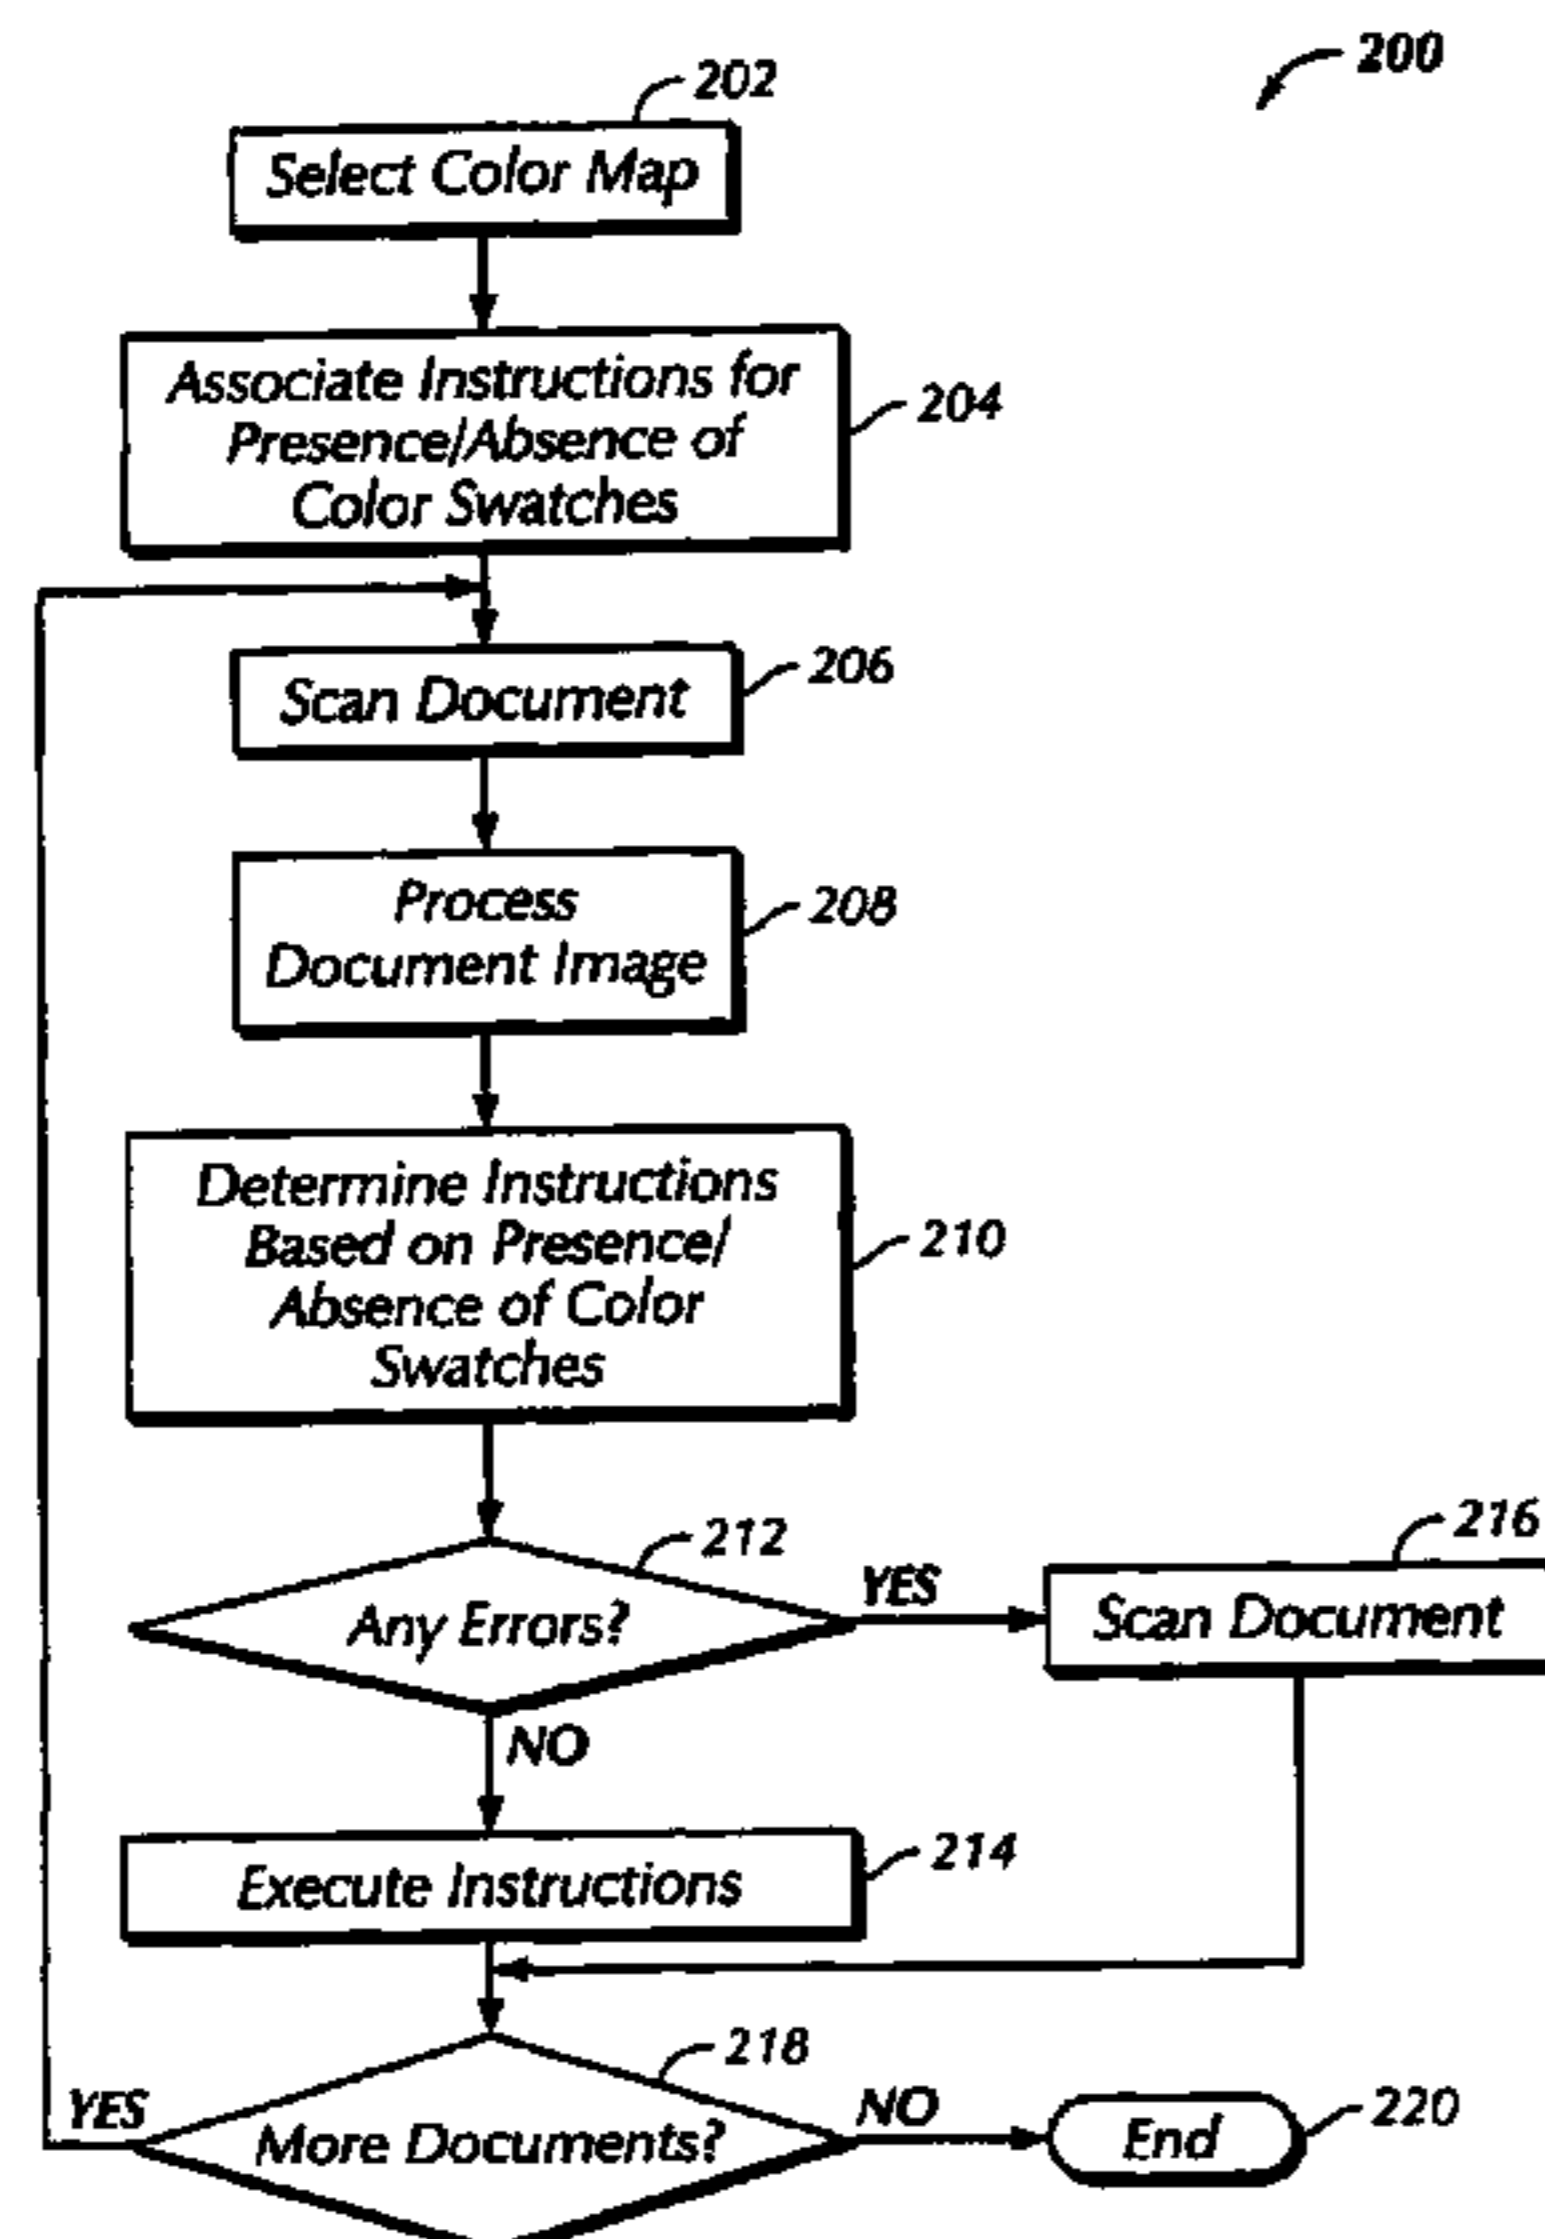 200
202
Select Color Map
Associate Instructions for
Presence/Absence of
Color Swatches
204
Scan Document
206
Process
Document Image
208
Determine Instructions
Based on Presence/
Absence of Color
Swatches
210
212
Any Errors?
YES
216
Scan Document
NO
Execute Instructions
214
218
YES
More Documents?
NO
End
220